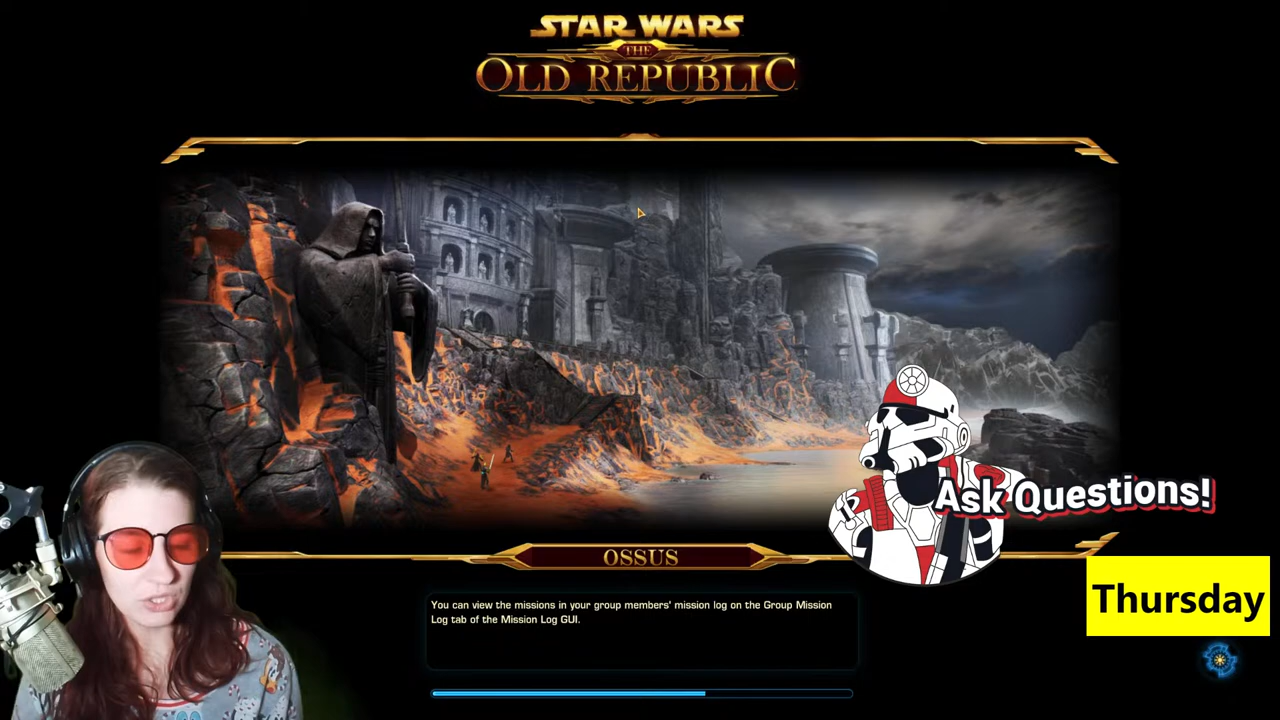 STAR WARS
THE
OLD REPUBLIC
Ask Questions!
OSSUS
Thursday
You can view the missions in your group members' mission log on the Group Mission
Log tab of the Mission Log GUI.